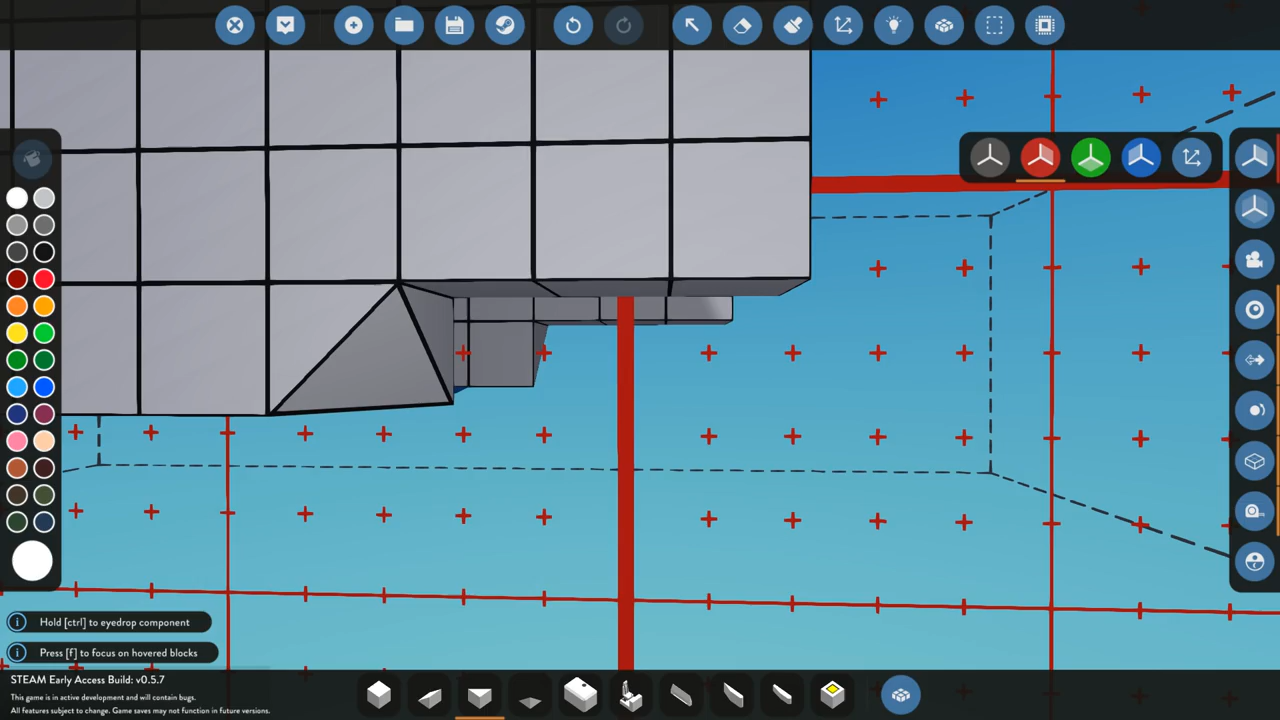 Hold [ctrl] to eyedrop component
Press [f] to focus on hovered blocks
STEAM Early Access Build: v0.5.7
This game is in active development and will contain bugs.
All features subject to change. Game saves may not function in future versions.